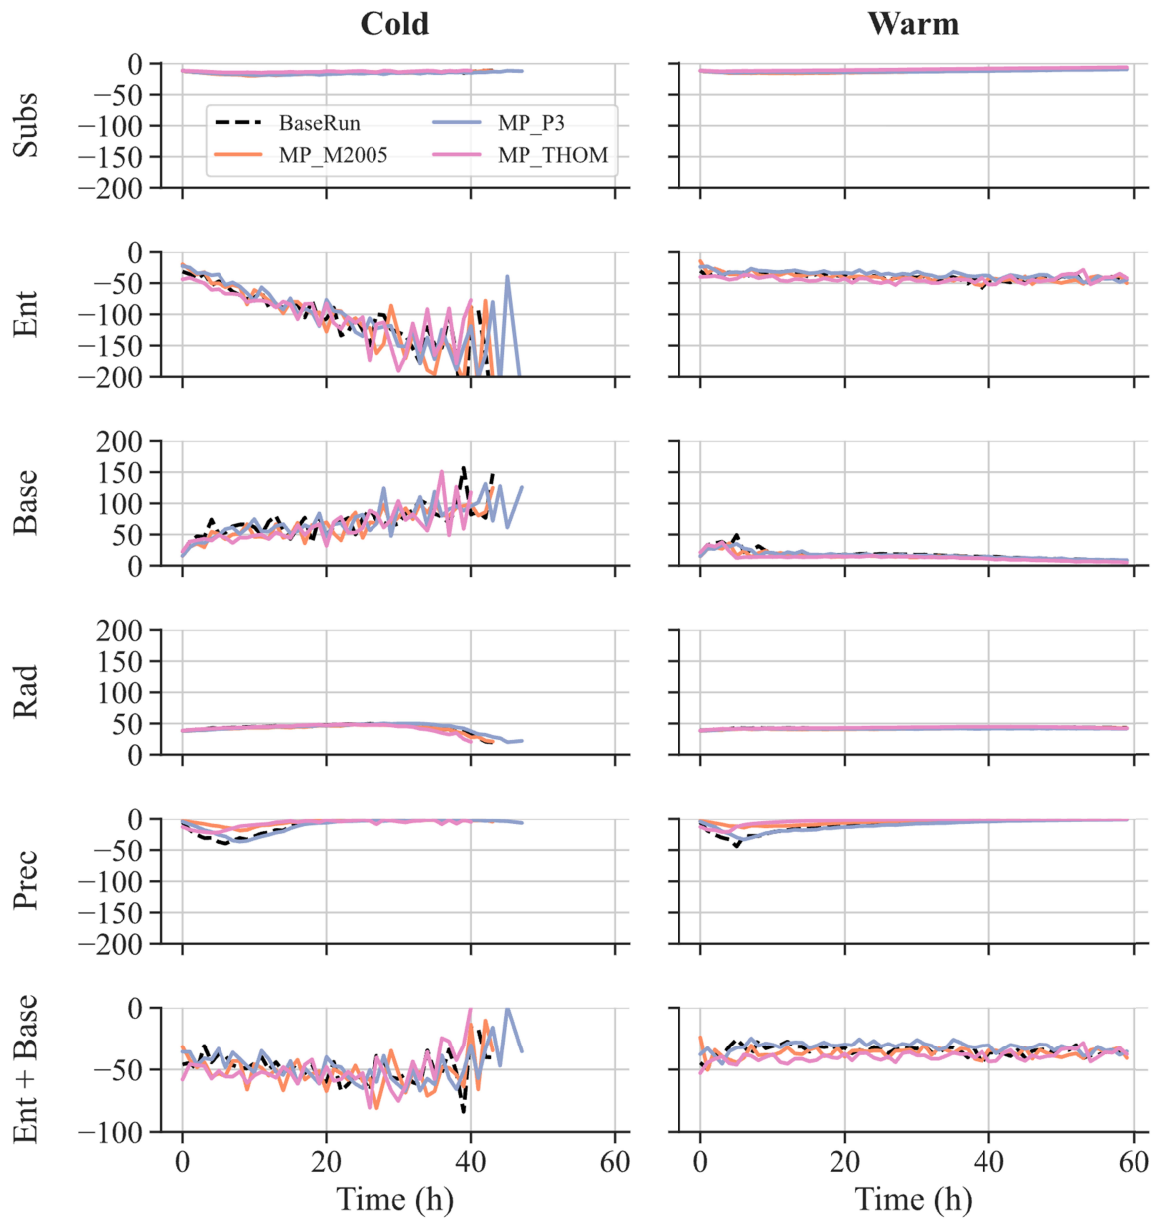 Cold Warm
Subs
0
−50
−100
−150
−200
BaseRun MP_P3
MP_M2005 MP_THOM
Ent
0
−50
−100
−150
−200
Base
200
150
100
50
0
Rad
200
150
100
50
0
Prec
0
−50
−100
−150
−200
Ent + Base
0
−50
−100
0 20 40 60 0 20 40 60
Time (h) Time (h)